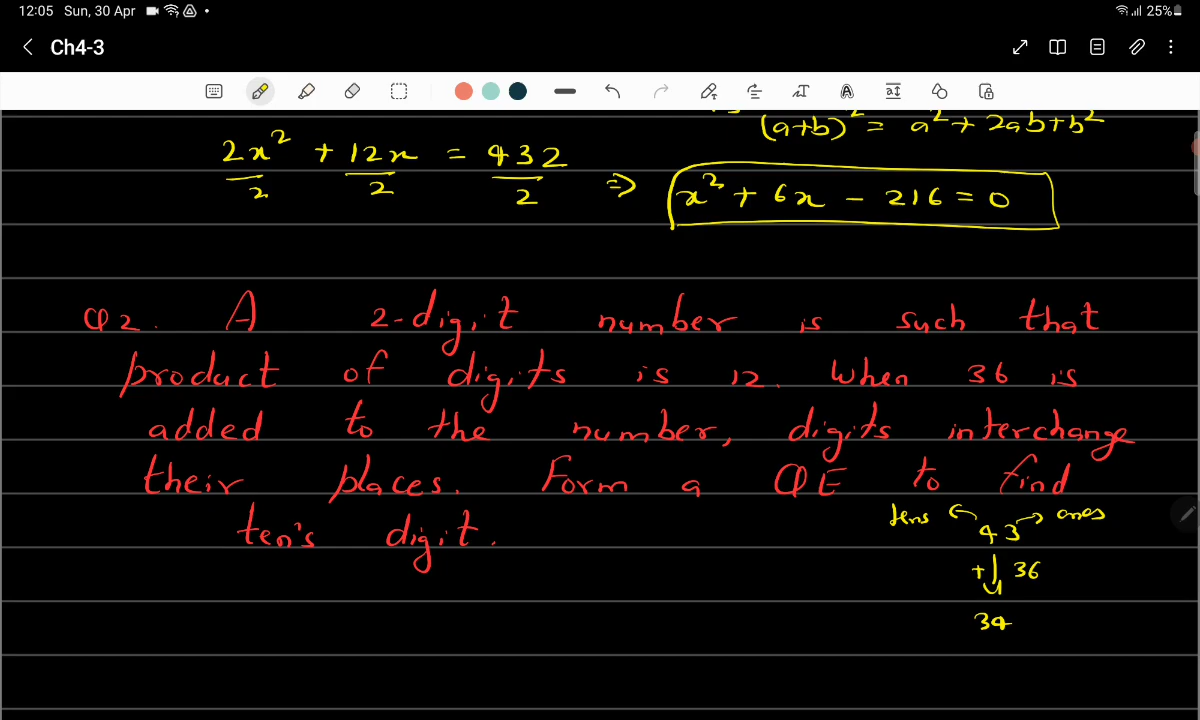 12:05 Sun, 30 Apr 25%
Ch4-3
(a+b)² = a² + 2ab + b²
2x² + 12x = 432
2 2 2
⇒ x² + 6x - 216 = 0
Q2. A 2-digit number is such that
product of digits is 12. When 36 is
added to the number, digits interchange
their places. Form a QE to find
ten's digit.
tens ← 43 → ones
+ ↓ 36
34